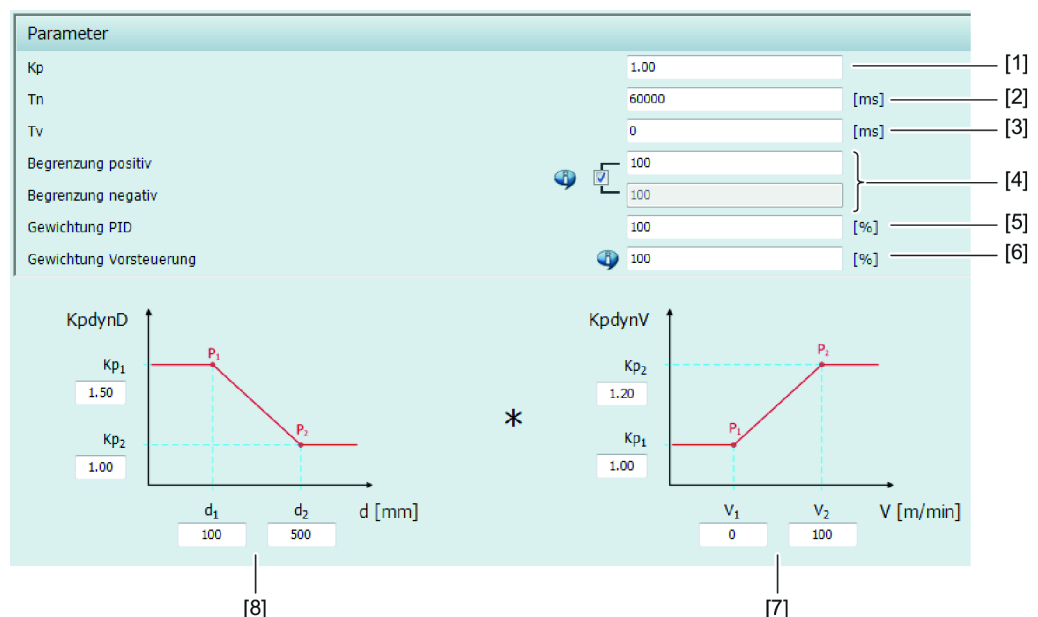 Parameter
Kp 1.00 [1]
Tn 60000 [ms] [2]
Tv 0 [ms] [3]
Begrenzung positiv 100
[4]
Begrenzung negativ 100
Gewichtung PID 100 [%] [5]
Gewichtung Vorsteuerung 100 [%] [6]
KpdynD
Kp1
1.50
Kp2
1.00
P1
P2
d1 d2 d [mm]
100 500
[8]
*
KpdynV
Kp2
1.20
Kp1
1.00
P1
P2
V1 V2 V [m/min]
0 100
[7]